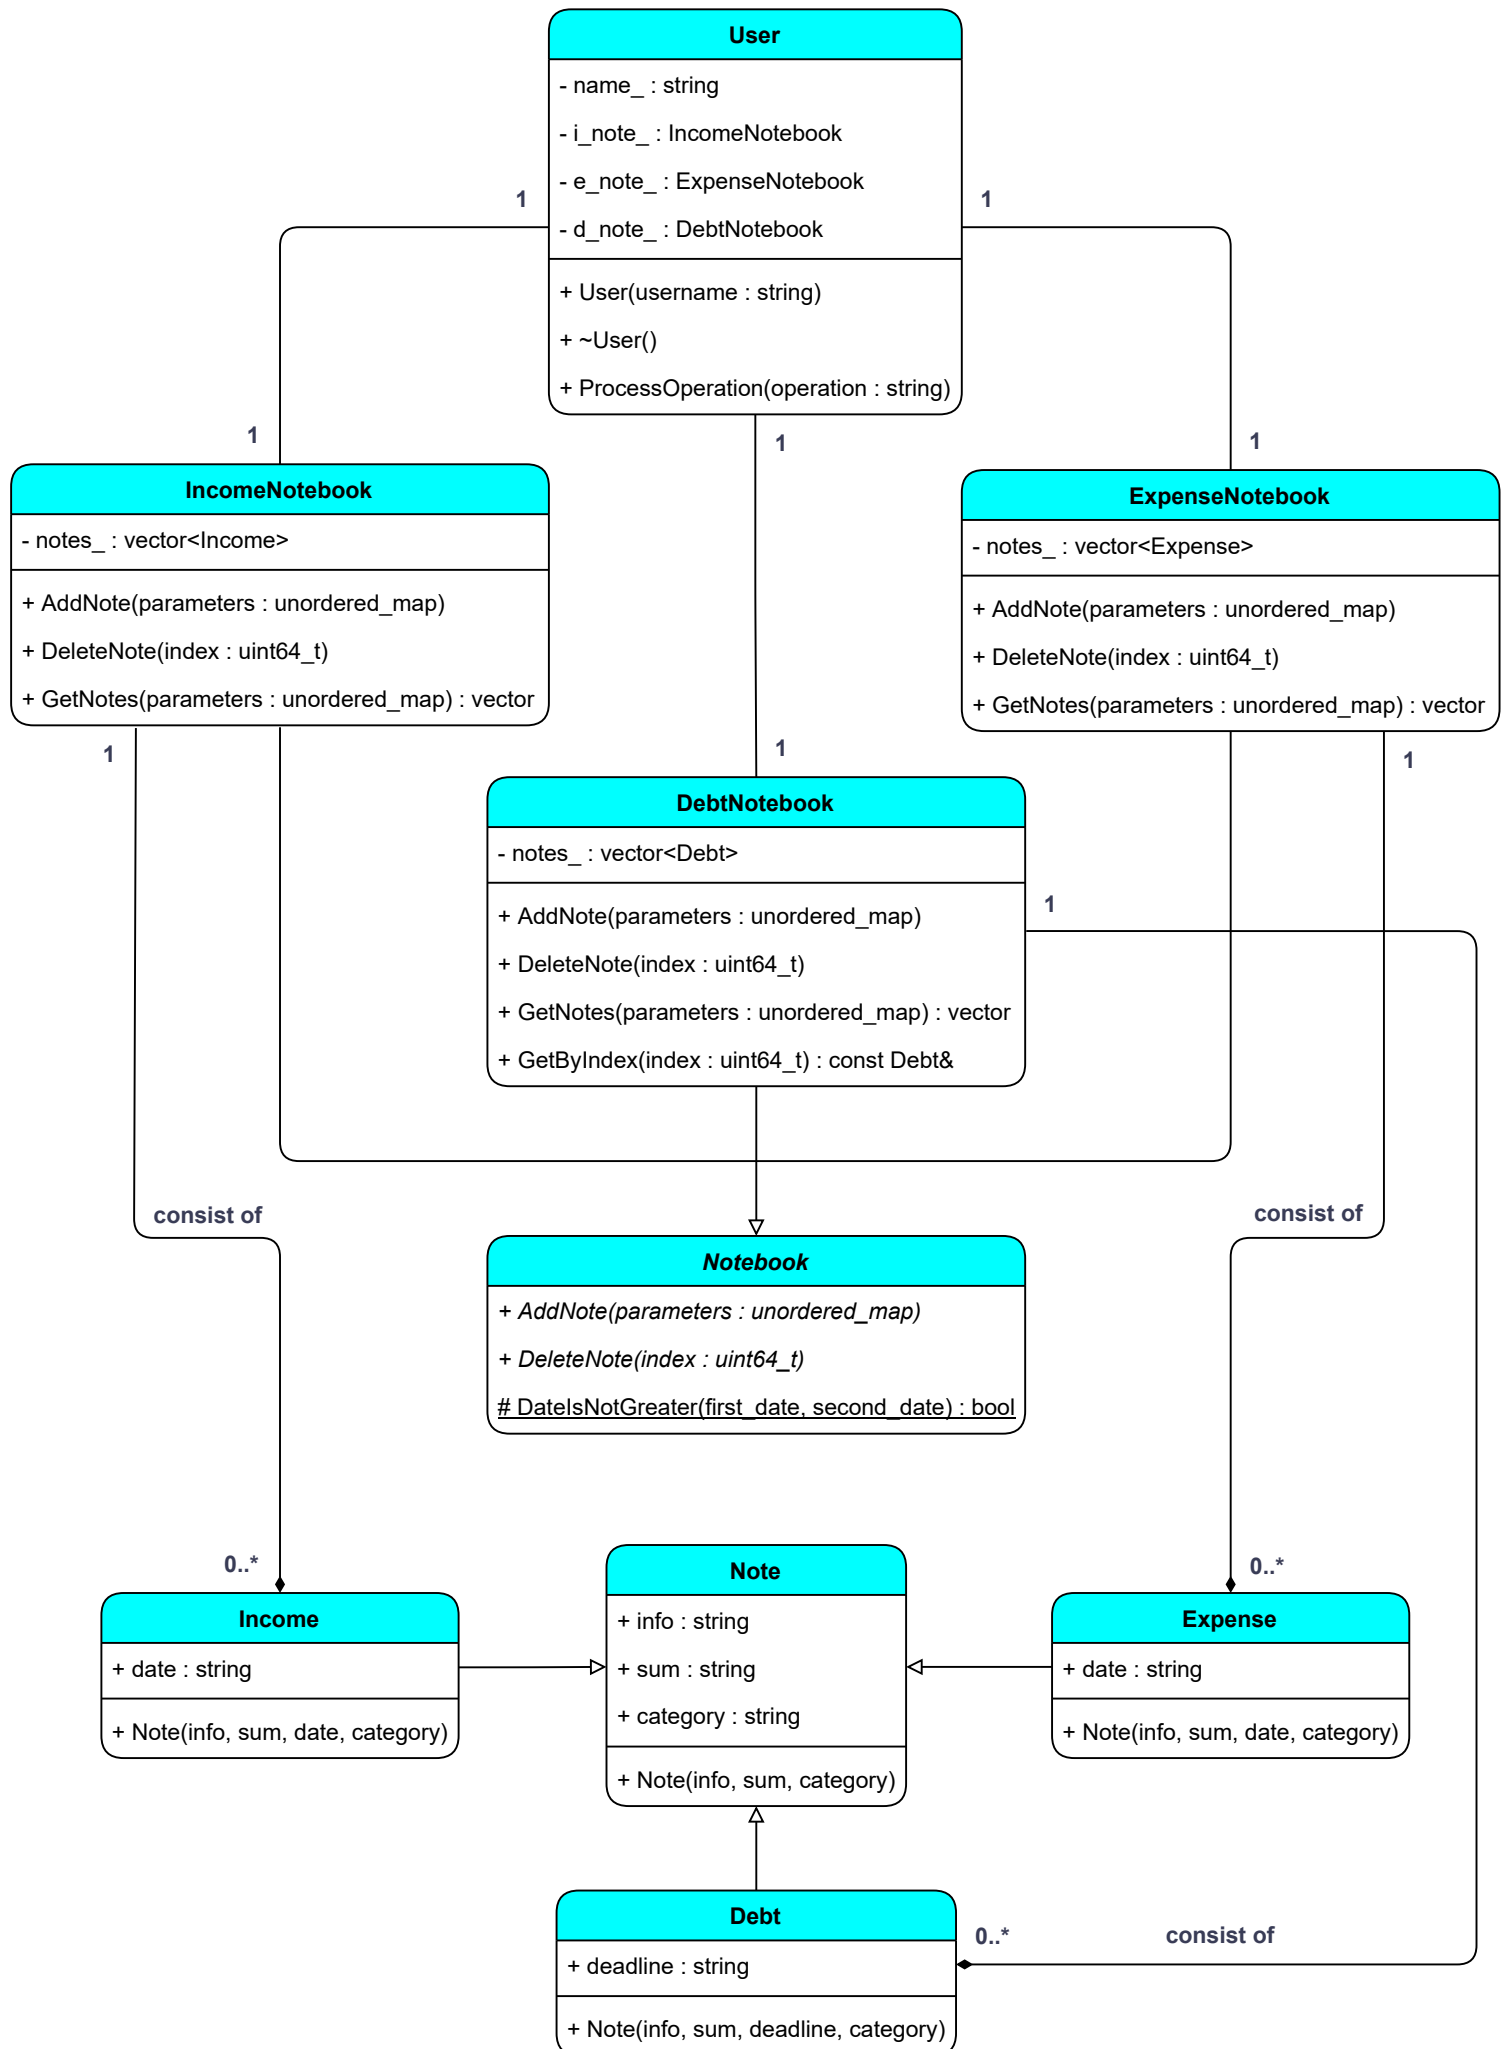 User
- name_ : string
- i_note_ : IncomeNotebook
- e_note_ : ExpenseNotebook
- d_note_ : DebtNotebook
+ User(username : string)
+ ~User()
+ ProcessOperation(operation : string)
1
1
1
1
1
1
IncomeNotebook
- notes_ : vector<Income>
+ AddNote(parameters : unordered_map)
+ DeleteNote(index : uint64_t)
+ GetNotes(parameters : unordered_map) : vector
ExpenseNotebook
- notes_ : vector<Expense>
+ AddNote(parameters : unordered_map)
+ DeleteNote(index : uint64_t)
+ GetNotes(parameters : unordered_map) : vector
1
1
DebtNotebook
- notes_ : vector<Debt>
+ AddNote(parameters : unordered_map)
+ DeleteNote(index : uint64_t)
+ GetNotes(parameters : unordered_map) : vector
+ GetByIndex(index : uint64_t) : const Debt&
1
consist of
consist of
Notebook
+ AddNote(parameters : unordered_map)
+ DeleteNote(index : uint64_t)
# DateIsNotGreater(first_date, second_date) : bool
0..*
0..*
Income
+ date : string
+ Note(info, sum, date, category)
Note
+ info : string
+ sum : string
+ category : string
+ Note(info, sum, category)
Expense
+ date : string
+ Note(info, sum, date, category)
Debt
+ deadline : string
+ Note(info, sum, deadline, category)
0..*
consist of